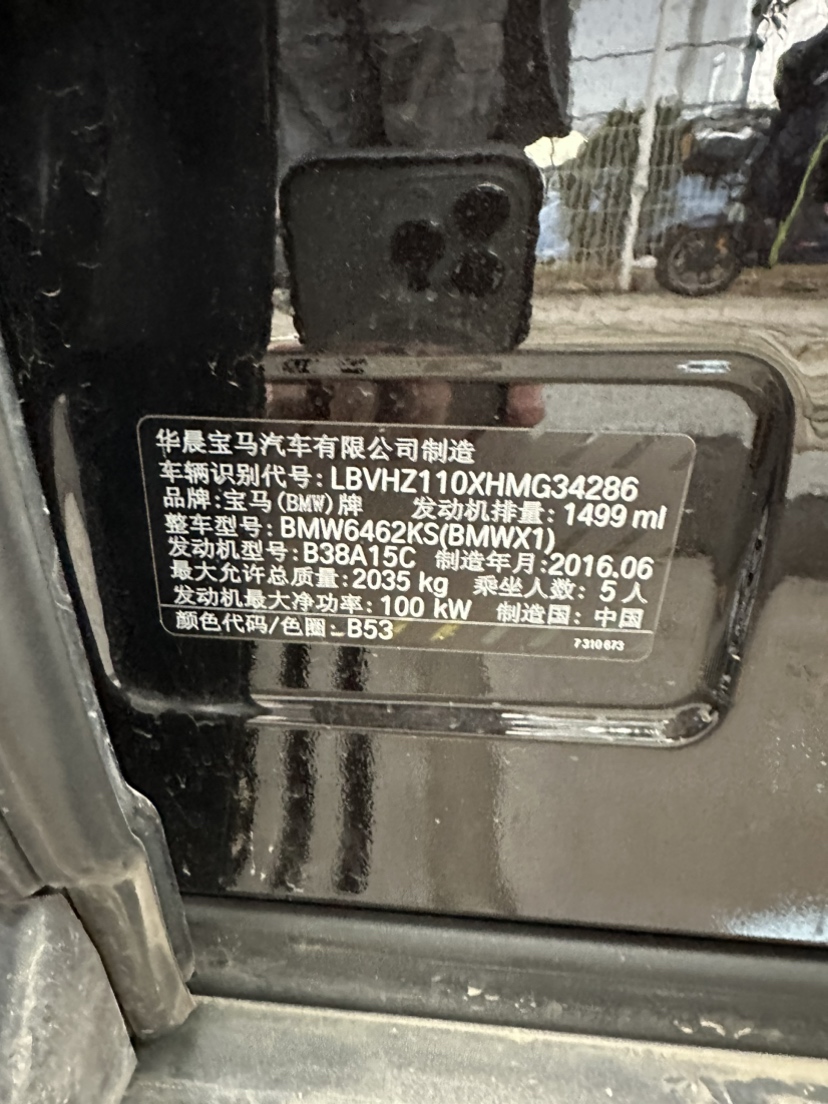 华晨宝马汽车有限公司制造
车辆识别代号:LBVHZ110XHMG34286
品牌:宝马(BMW)牌 发动机排量:1499 ml
整车型号:BMW6462KS(BMWX1)
发动机型号:B38A15C 制造年月:2016.06
最大允许总质量:2035 kg 乘坐人数: 5 人
发动机最大净功率:100 kW 制造国: 中国
颜色代码/色圈: B53
7 310 673